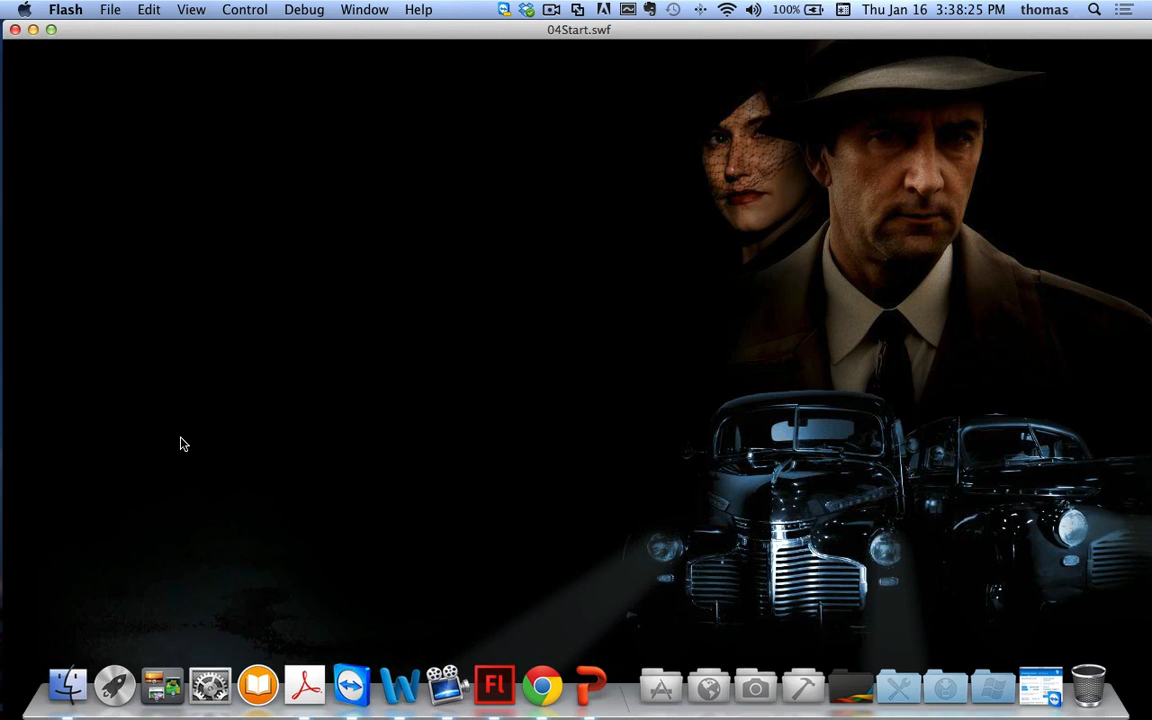 Flash File Edit View Control Debug Window Help 100% Thu Jan 16 3:38:25 PM thomas
04Start.swf
W Fl P